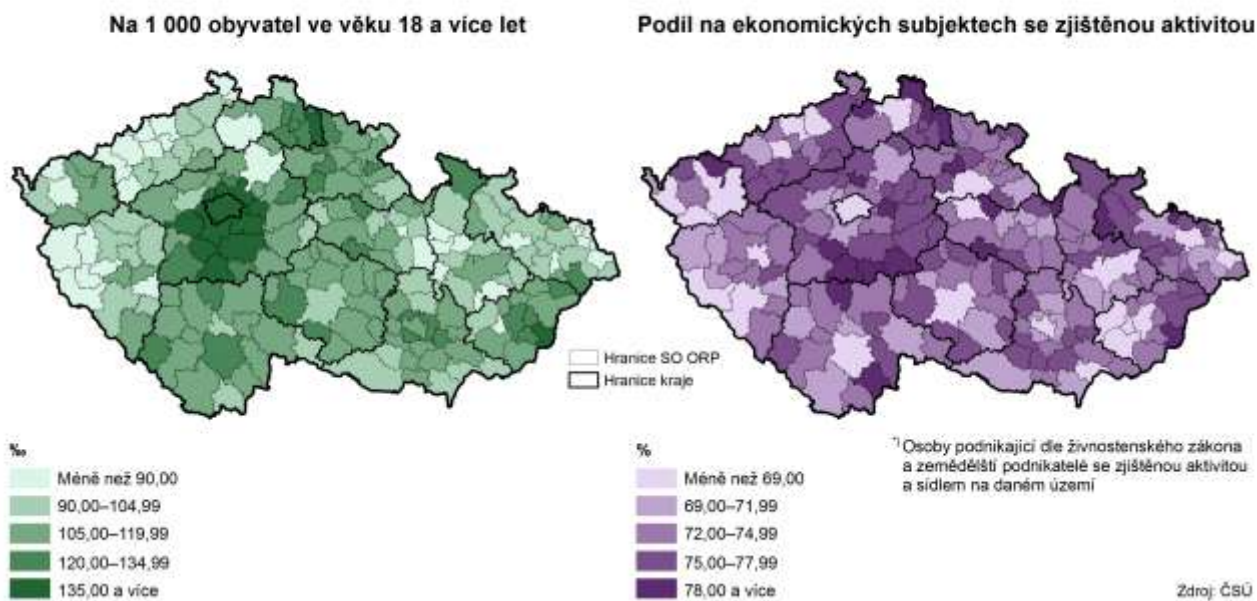 Na 1 000 obyvatel ve věku 18 a více let
Podíl na ekonomických subjektech se zjištěnou aktivitou
Hranice SO ORP
Hranice kraje
‰
Méně než 90,00
90,00–104,99
105,00–119,99
120,00–134,99
135,00 a více
%
Méně než 69,00
69,00–71,99
72,00–74,99
75,00–77,99
78,00 a více
*) Osoby podnikající dle živnostenského zákona
a zemědělští podnikatelé se zjištěnou aktivitou
a sídlem na daném území
Zdroj: ČSÚ